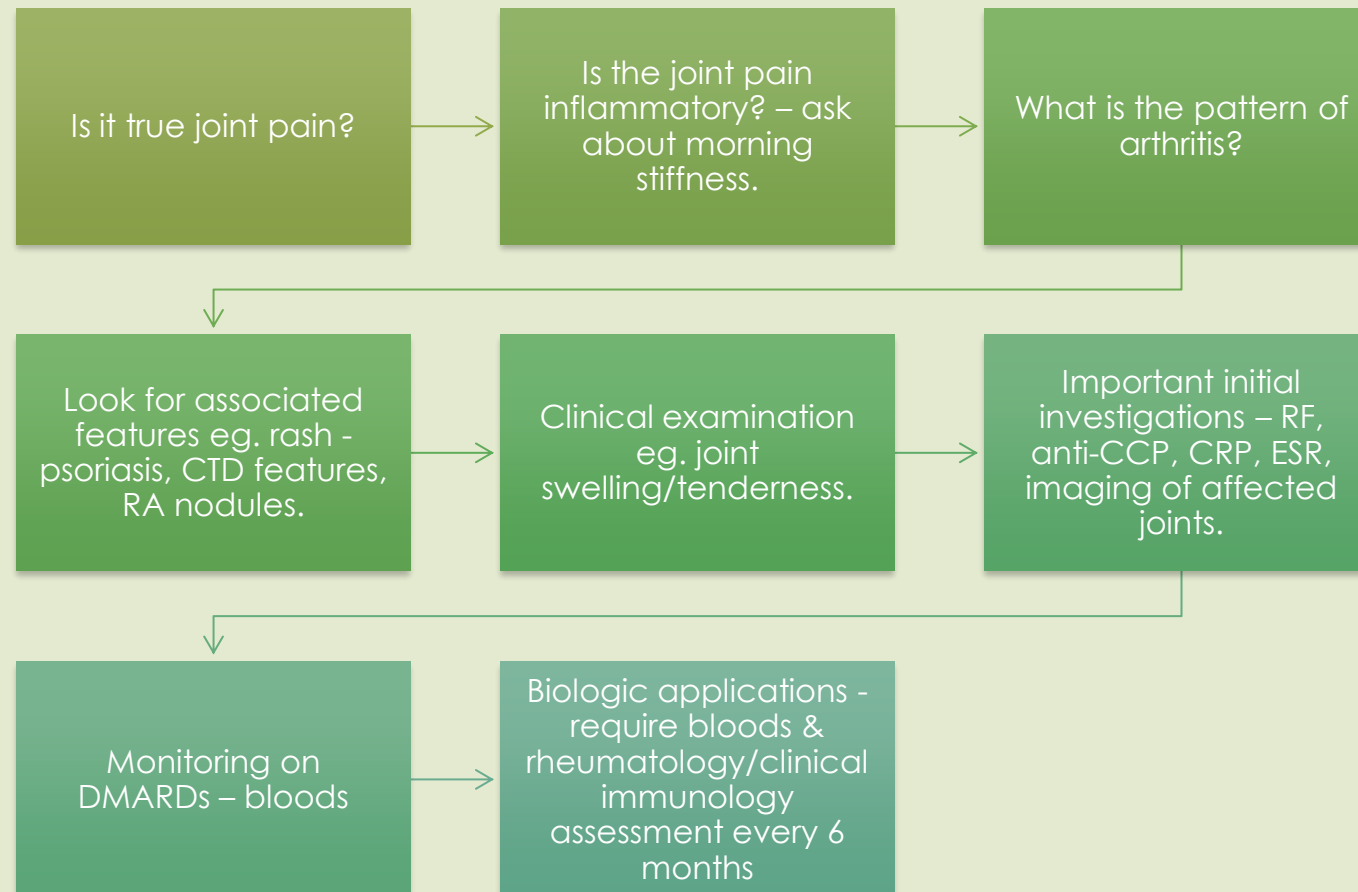 Is it true joint pain?
Is the joint pain
inflammatory? – ask
about morning
stiffness.
What is the pattern of
arthritis?
Look for associated
features eg. rash -
psoriasis, CTD features,
RA nodules.
Clinical examination
eg. joint
swelling/tenderness.
Important initial
investigations – RF,
anti-CCP, CRP, ESR,
imaging of affected
joints.
Monitoring on
DMARDs – bloods
Biologic applications -
require bloods &
rheumatology/clinical
immunology
assessment every 6
months